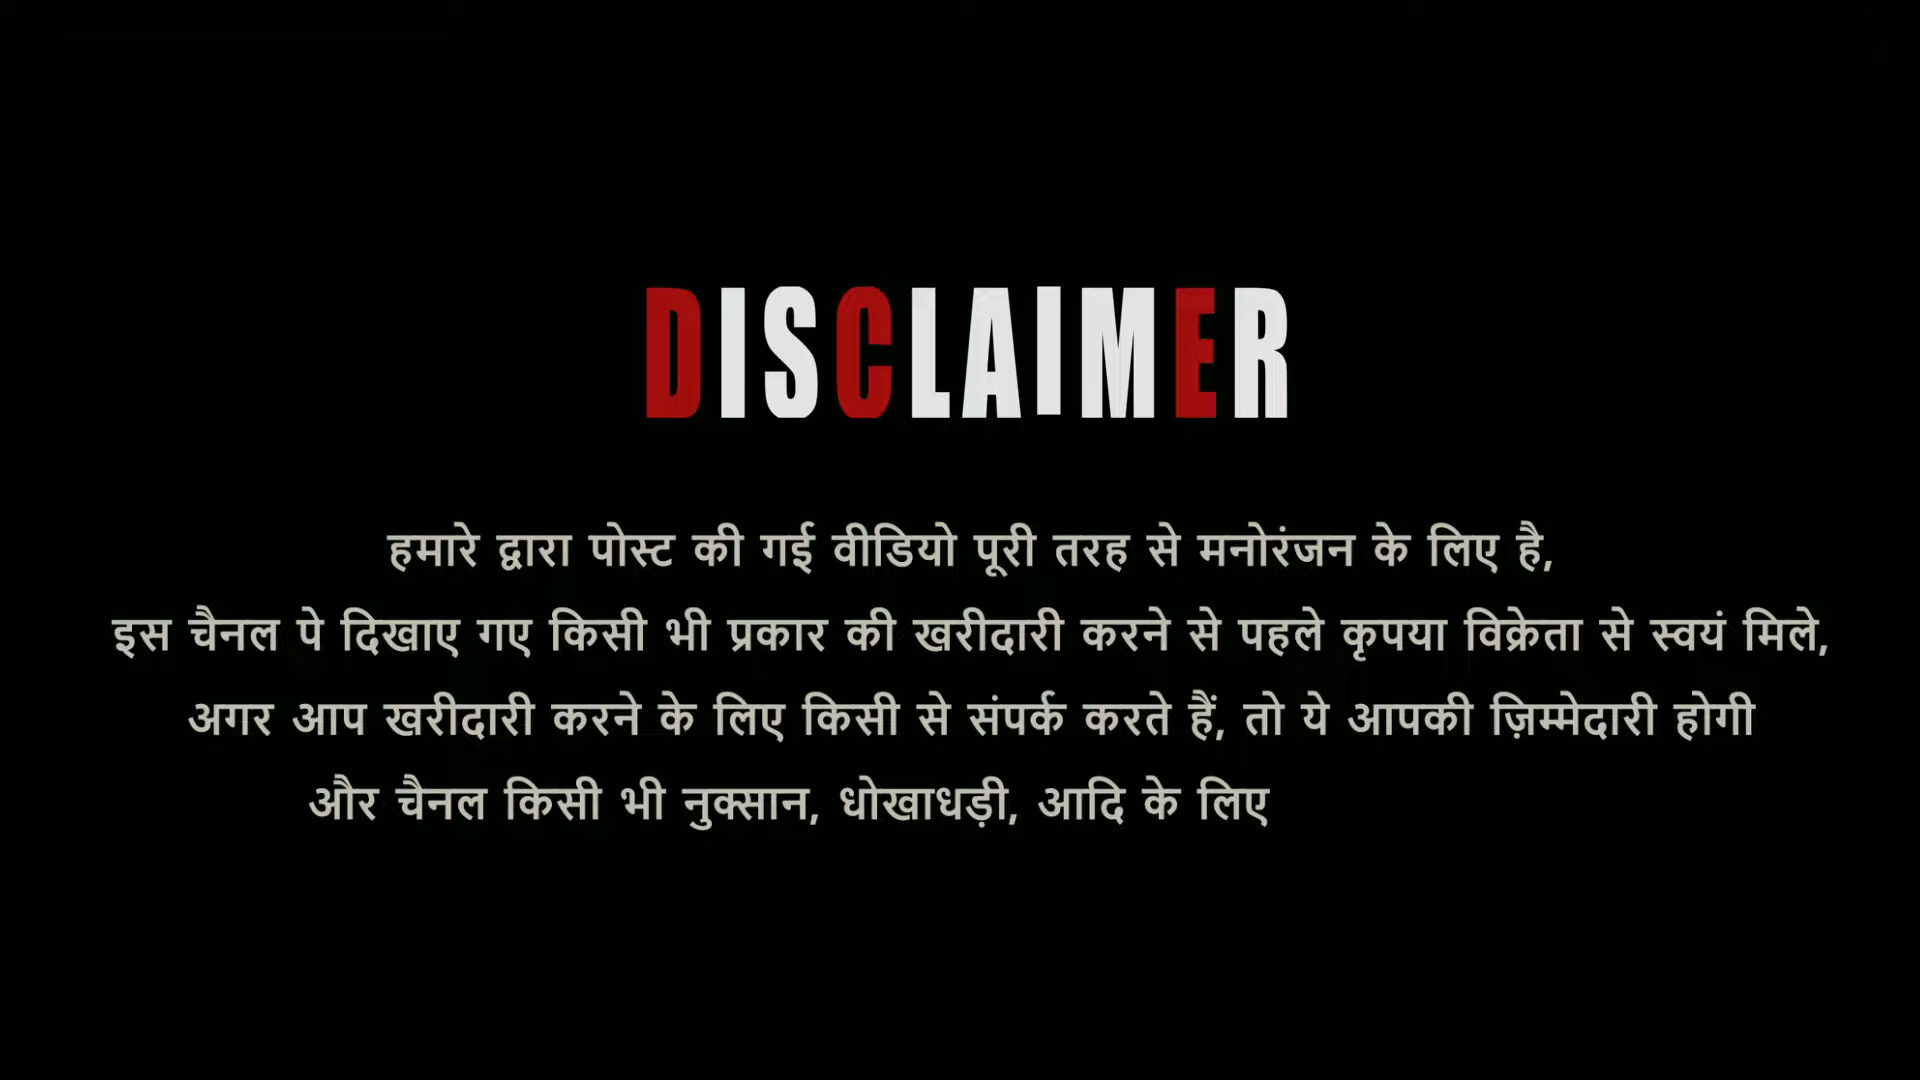 DISCLAIMER
हमारे द्वारा पोस्ट की गई वीडियो पूरी तरह से मनोरंजन के लिए है,
इस चैनल पे दिखाए गए किसी भी प्रकार की खरीदारी करने से पहले कृपया विक्रेता से स्वयं मिले,
अगर आप खरीदारी करने के लिए किसी से संपर्क करते हैं, तो ये आपकी ज़िम्मेदारी होगी
और चैनल किसी भी नुक्सान, धोखाधड़ी, आदि के लिए